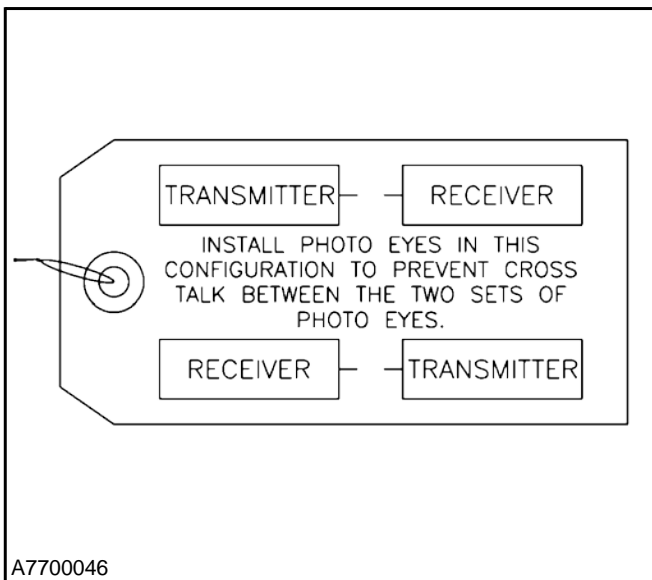 TRANSMITTER RECEIVER
INSTALL PHOTO EYES IN THIS
CONFIGURATION TO PREVENT CROSS
TALK BETWEEN THE TWO SETS OF
PHOTO EYES.
RECEIVER TRANSMITTER
A7700046